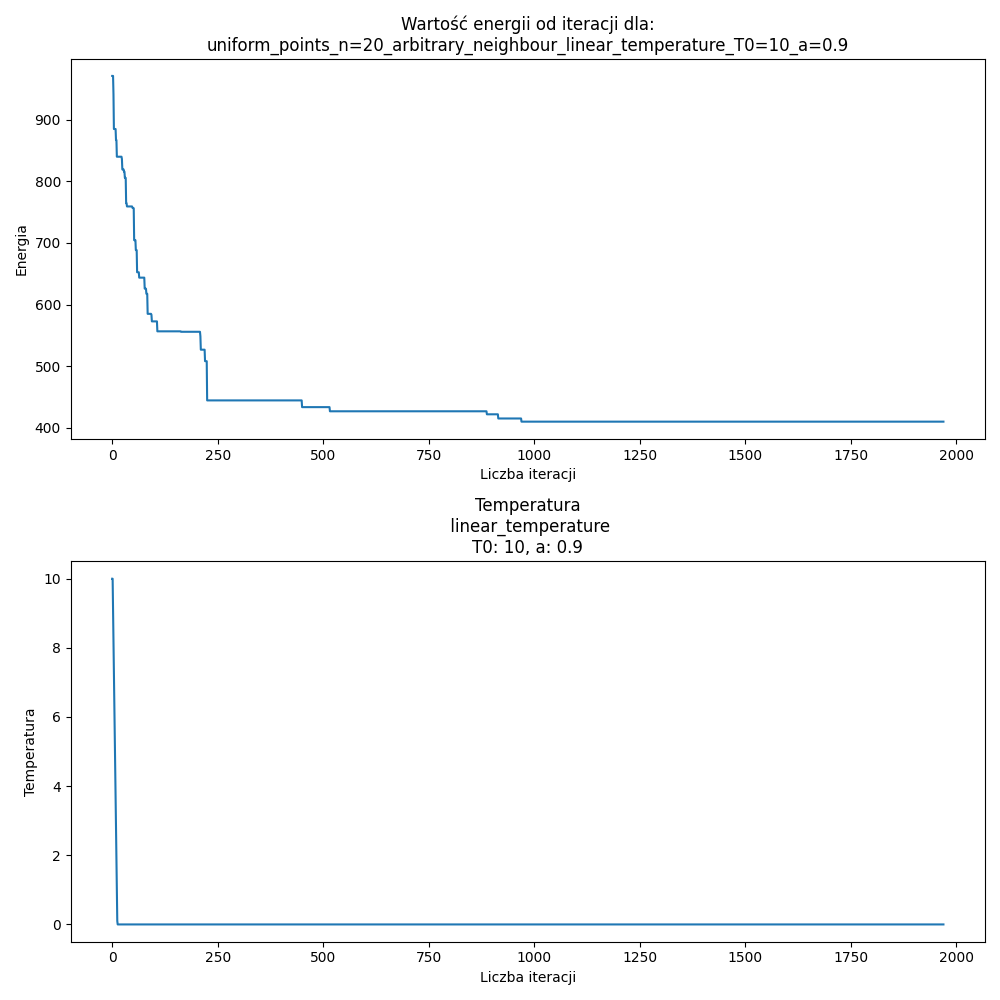 Wartość energii od iteracji dla:
uniform_points_n=20_arbitrary_neighbour_linear_temperature_T0=10_a=0.9
900
800
700
600
500
400
Energia
0 250 500 750 1000 1250 1500 1750 2000
Liczba iteracji
Temperatura
linear_temperature
T0: 10, a: 0.9
10
8
6
4
2
0
Temperatura
0 250 500 750 1000 1250 1500 1750 2000
Liczba iteracji